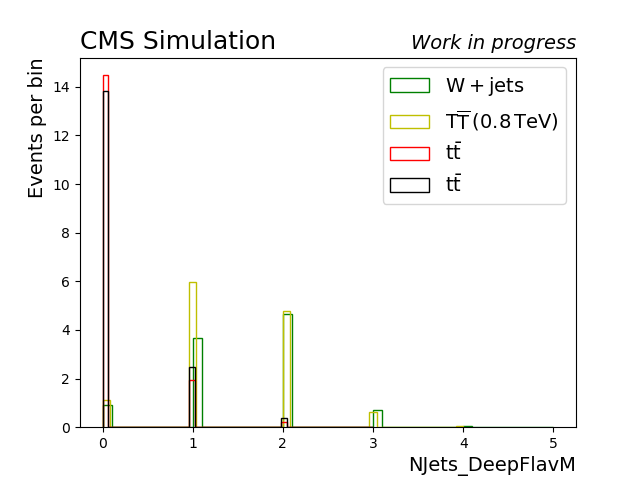 CMS Simulation
Work in progress
Events per bin
14
12
10
8
6
4
2
0
W + jets
TT̅ (0.8 TeV)
tt̄
tt̄
0 1 2 3 4 5
NJets_DeepFlavM